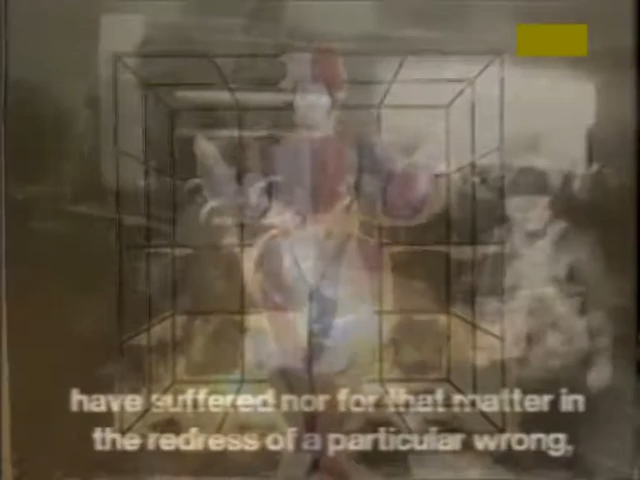 have suffered nor for that matter in
the redress of a particular wrong,